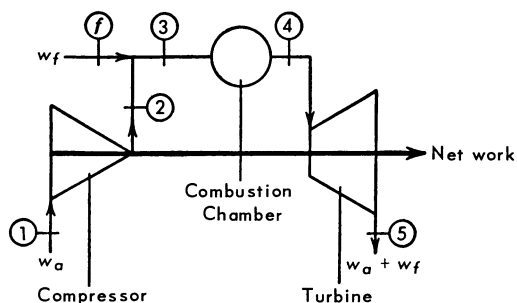 f 3 4
w_f
2
Net work
Combustion
Chamber
1 5
w_a w_a + w_f
Compressor Turbine